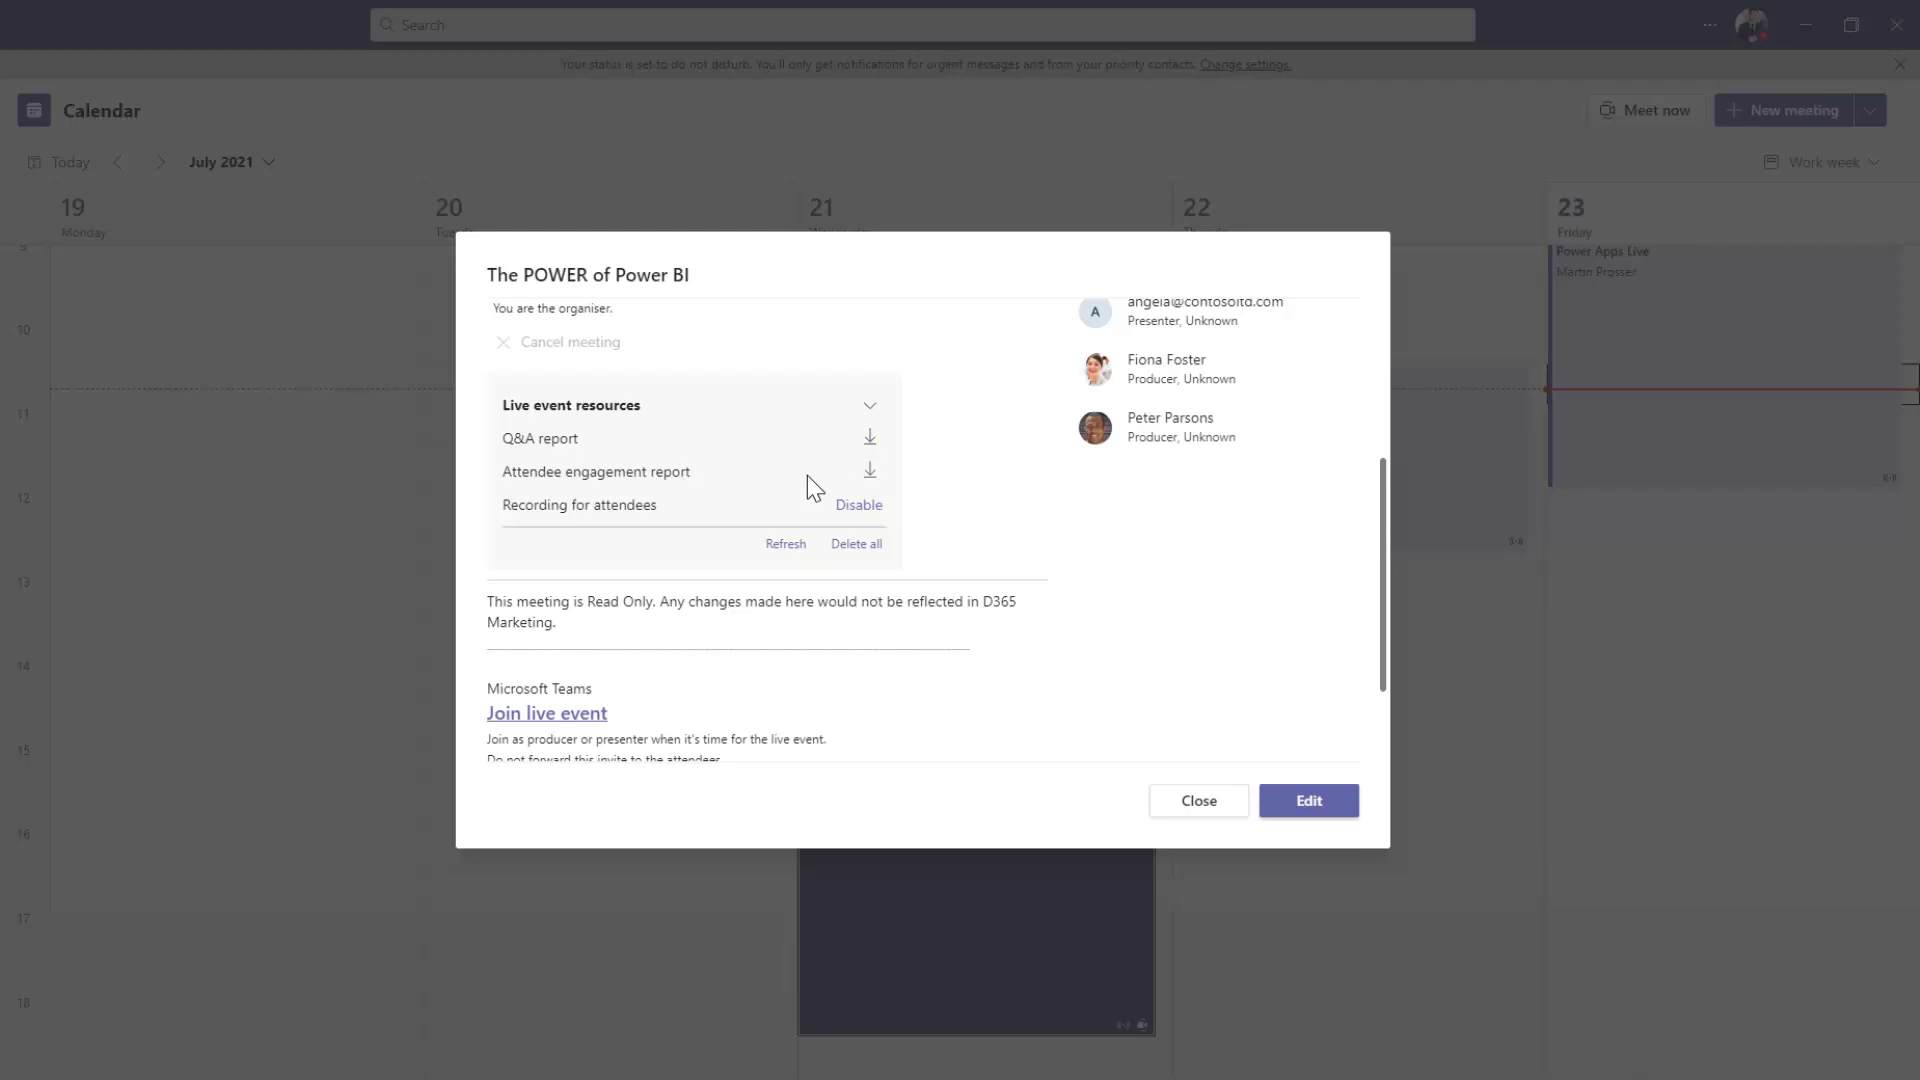 Search
Your status is set to do not disturb. You'll only get notifications for urgent messages and from your priority contacts. Change settings.
Calendar
Meet now
New meeting
Today
July 2021
Work week
19
Monday
20
21
22
23
Friday
9
10
11
12
13
14
15
16
17
18
Power Apps Live
Martin Prosser
The POWER of Power BI
You are the organiser.
Cancel meeting
Live event resources
Q&A report
Attendee engagement report
Recording for attendees
Disable
Refresh
Delete all
This meeting is Read Only. Any changes made here would not be reflected in D365
Marketing.
Microsoft Teams
Join live event
Join as producer or presenter when it's time for the live event.
Do not forward this invite to the attendees
A
angela@contosoltd.com
Presenter, Unknown
Fiona Foster
Producer, Unknown
Peter Parsons
Producer, Unknown
Close
Edit